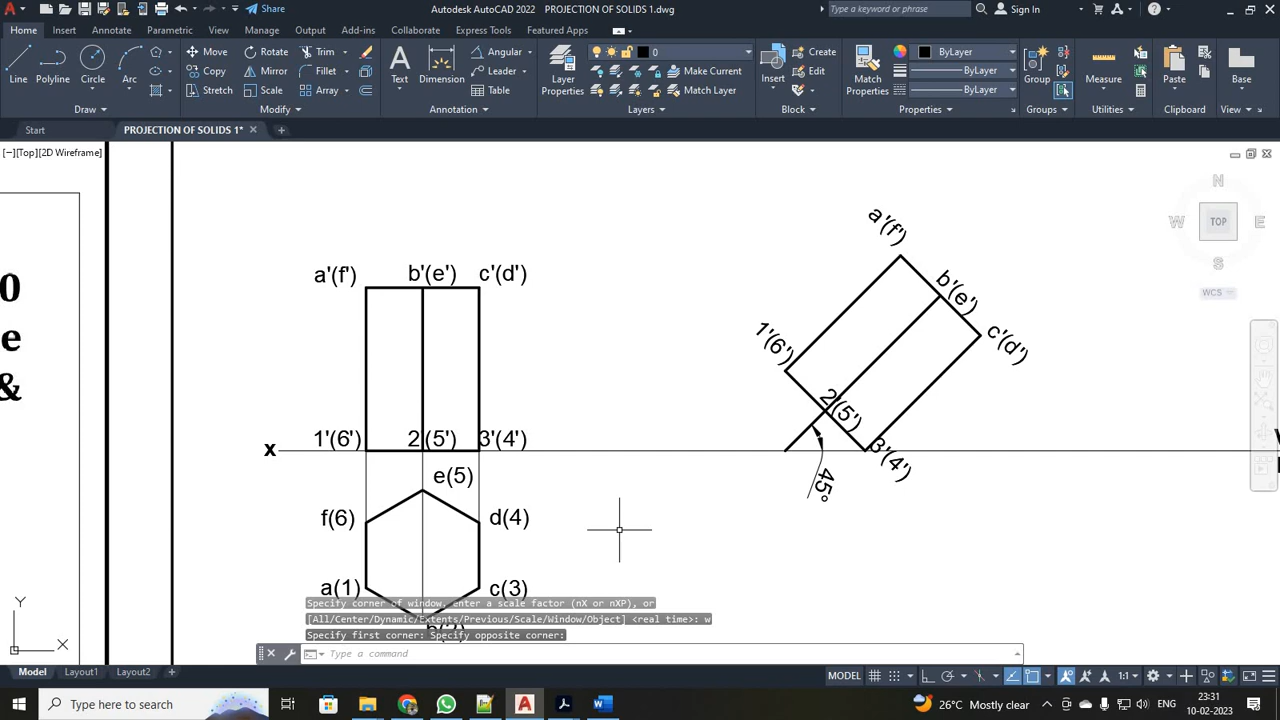 Autodesk AutoCAD 2022 PROJECTION OF SOLIDS 1.dwg
Share
Type a keyword or phrase
Sign In
Home Insert Annotate Parametric View Manage Output Add-ins Collaborate Express Tools Featured Apps
Line Polyline Circle Arc
Move Rotate Trim
Copy Mirror Fillet
Stretch Scale Array
Text Dimension
Angular
Leader
Table
Layer Properties
0
Make Current
Match Layer
Insert
Create
Edit
Match Properties
ByLayer
ByLayer
ByLayer
Group
Measure
Paste
Base
Draw Modify Annotation Layers Block Properties Groups Utilities Clipboard View
Start PROJECTION OF SOLIDS 1*
[−][Top][2D Wireframe]
N
W TOP E
S
WCS
0
e
&
a'(f') b'(e') c'(d')
1'(6') 2'(5') 3'(4')
X
e(5)
f(6) d(4)
a(1) c(3)
a'(f')
b'(e')
c'(d')
1'(6')
2'(5')
3'(4')
45°
Specify corner of window, enter a scale factor (nX or nXP), or
[All/Center/Dynamic/Extents/Previous/Scale/Window/Object] <real time>: w
Specify first corner: Specify opposite corner:
Type a command
Y
X
Model Layout1 Layout2
MODEL
1:1
Type here to search
26°C Mostly clear
ENG
23:31
10-02-2023